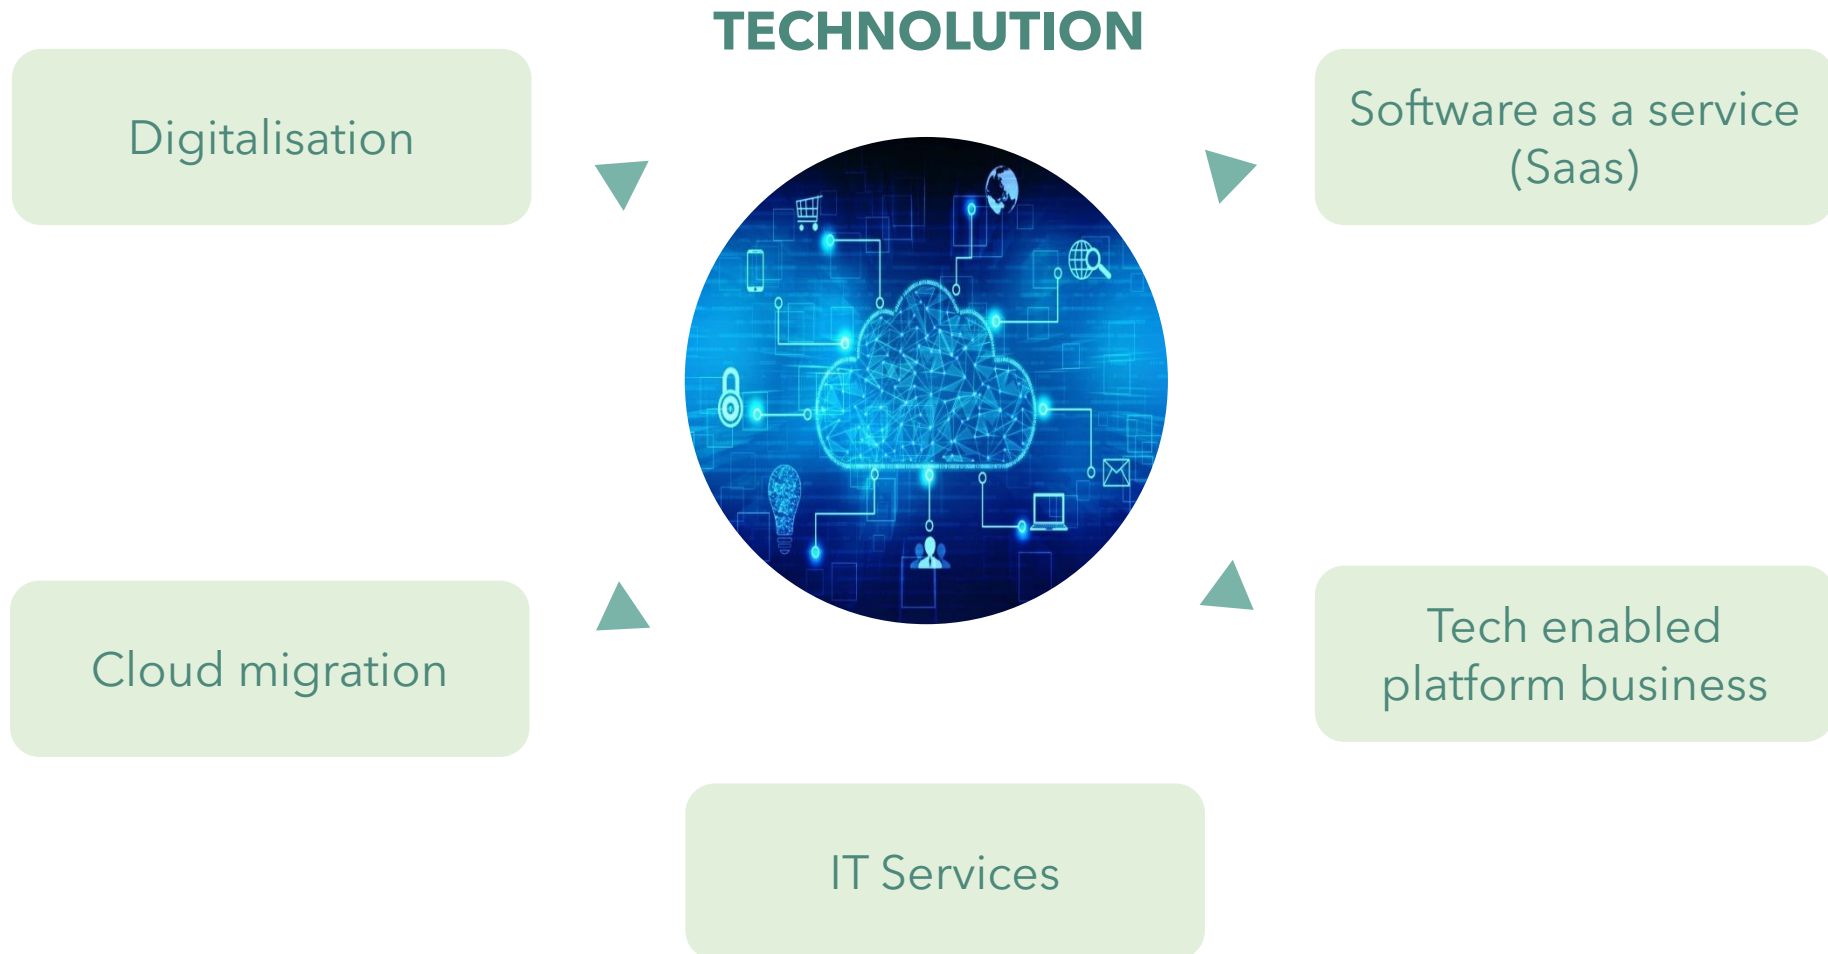 TECHNOLUTION
Digitalisation
Software as a service
(Saas)
Cloud migration
Tech enabled
platform business
IT Services